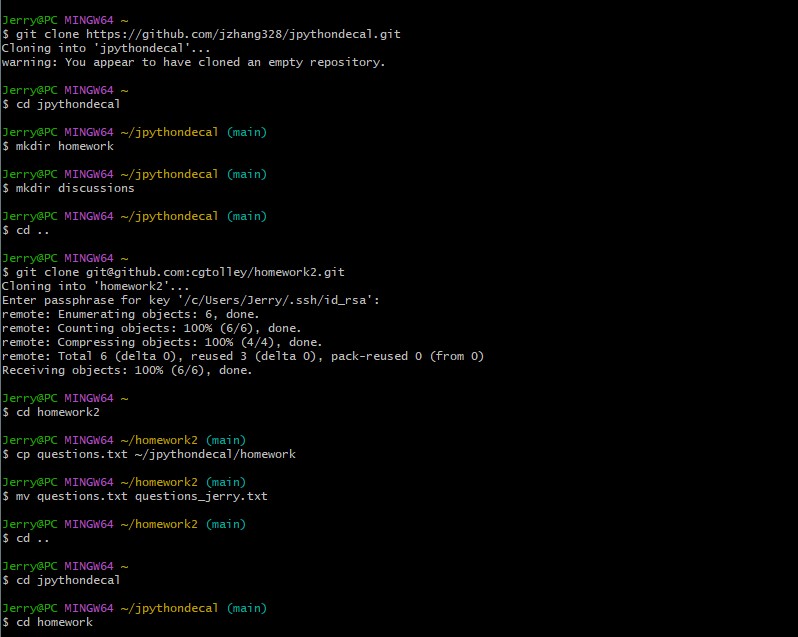 Jerry@PC MINGW64 ~
$ git clone https://github.com/jzhang328/jpythondecal.git
Cloning into 'jpythondecal'...
warning: You appear to have cloned an empty repository.
Jerry@PC MINGW64 ~
$ cd jpythondecal
Jerry@PC MINGW64 ~/jpythondecal (main)
$ mkdir homework
Jerry@PC MINGW64 ~/jpythondecal (main)
$ mkdir discussions
Jerry@PC MINGW64 ~/jpythondecal (main)
$ cd ..
Jerry@PC MINGW64 ~
$ git clone git@github.com:cgtolley/homework2.git
Cloning into 'homework2'...
Enter passphrase for key '/c/Users/Jerry/.ssh/id_rsa':
remote: Enumerating objects: 6, done.
remote: Counting objects: 100% (6/6), done.
remote: Compressing objects: 100% (4/4), done.
remote: Total 6 (delta 0), reused 3 (delta 0), pack-reused 0 (from 0)
Receiving objects: 100% (6/6), done.
Jerry@PC MINGW64 ~
$ cd homework2
Jerry@PC MINGW64 ~/homework2 (main)
$ cp questions.txt ~/jpythondecal/homework
Jerry@PC MINGW64 ~/homework2 (main)
$ mv questions.txt questions_jerry.txt
Jerry@PC MINGW64 ~/homework2 (main)
$ cd ..
Jerry@PC MINGW64 ~
$ cd jpythondecal
Jerry@PC MINGW64 ~/jpythondecal (main)
$ cd homework